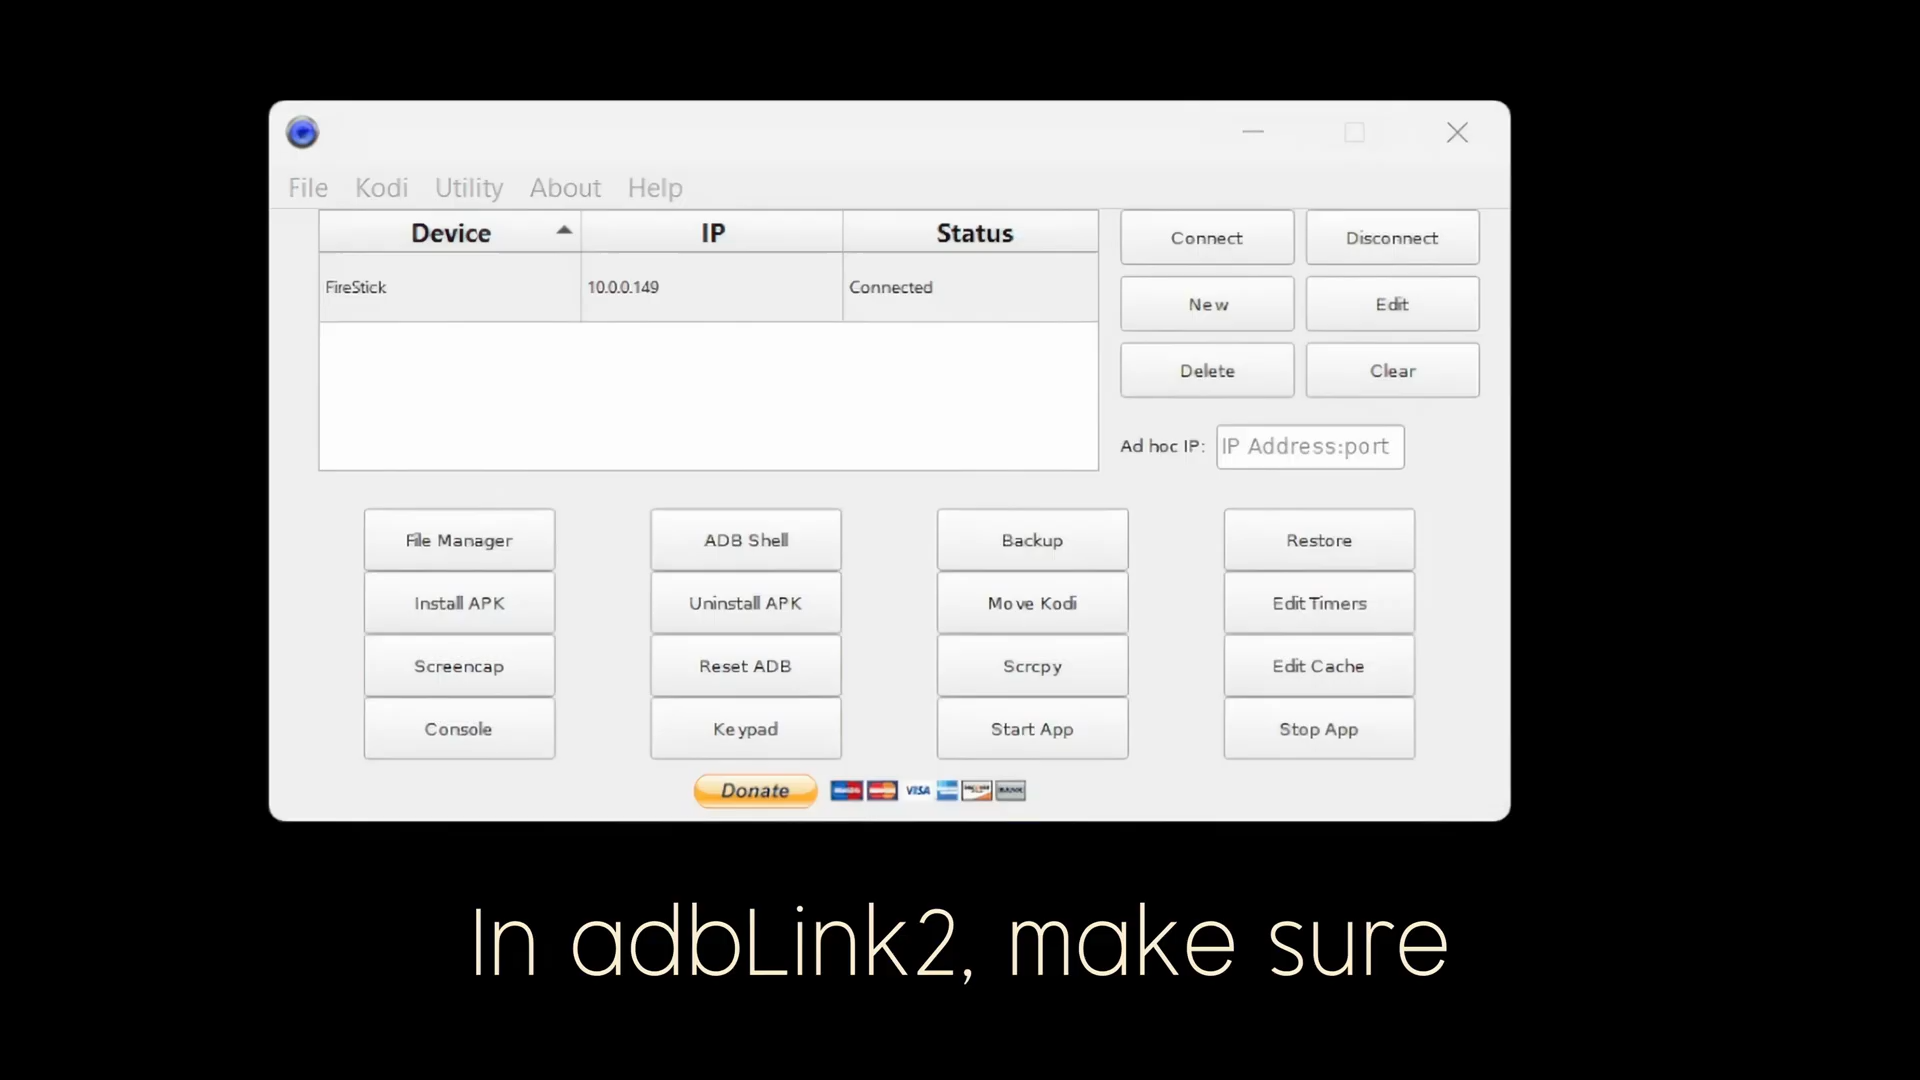 File Kodi Utility About Help
Device IP Status
FireStick 10.0.0.149 Connected
Connect Disconnect
New Edit
Delete Clear
Ad hoc IP: IP Address:port
File Manager ADB Shell Backup Restore
Install APK Uninstall APK Move Kodi Edit Timers
Screencap Reset ADB Scrcpy Edit Cache
Console Keypad Start App Stop App
Donate VISA BANK
In adbLink2, make sure